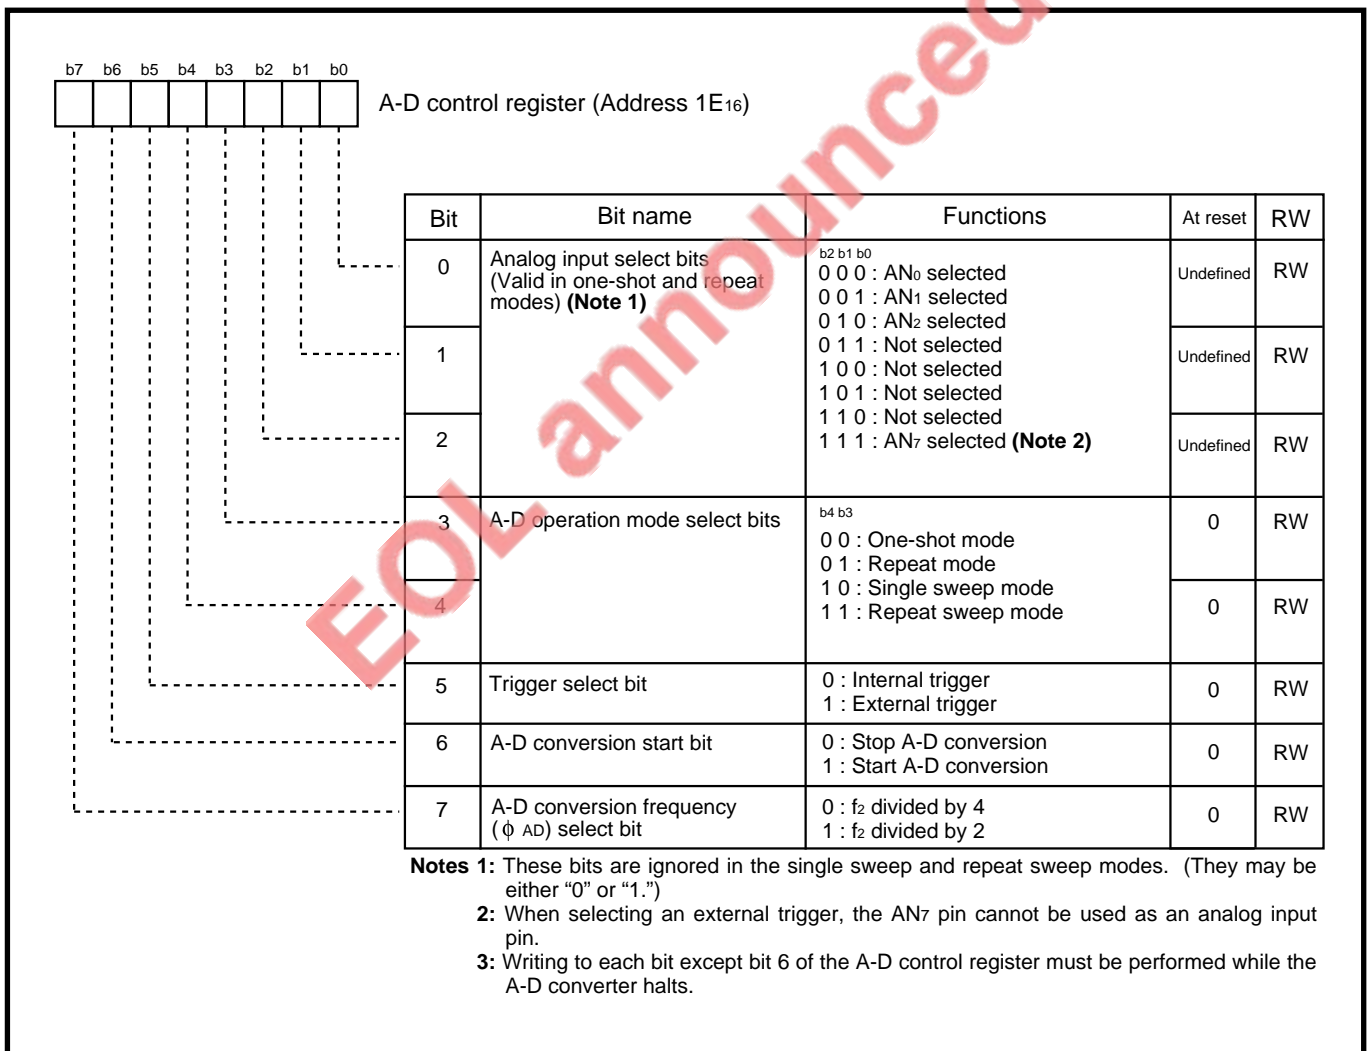 EOL announced
b7 b6 b5 b4 b3 b2 b1 b0
A-D control register (Address 1E16)
Bit Bit name Functions At reset RW
0 Analog input select bits
(Valid in one-shot and repeat
modes) (Note 1)
b2 b1 b0
0 0 0 : AN0 selected
0 0 1 : AN1 selected
0 1 0 : AN2 selected
0 1 1 : Not selected
1 0 0 : Not selected
1 0 1 : Not selected
1 1 0 : Not selected
1 1 1 : AN7 selected (Note 2)
Undefined RW
1 Undefined RW
2 Undefined RW
3 A-D operation mode select bits
b4 b3
0 0 : One-shot mode
0 1 : Repeat mode
1 0 : Single sweep mode
1 1 : Repeat sweep mode
0 RW
4 0 RW
5 Trigger select bit
0 : Internal trigger
1 : External trigger
0 RW
6 A-D conversion start bit
0 : Stop A-D conversion
1 : Start A-D conversion
0 RW
7 A-D conversion frequency
(ϕ AD) select bit
0 : f2 divided by 4
1 : f2 divided by 2
0 RW
Notes 1: These bits are ignored in the single sweep and repeat sweep modes. (They may be
either “0” or “1.”)
2: When selecting an external trigger, the AN7 pin cannot be used as an analog input
pin.
3: Writing to each bit except bit 6 of the A-D control register must be performed while the
A-D converter halts.